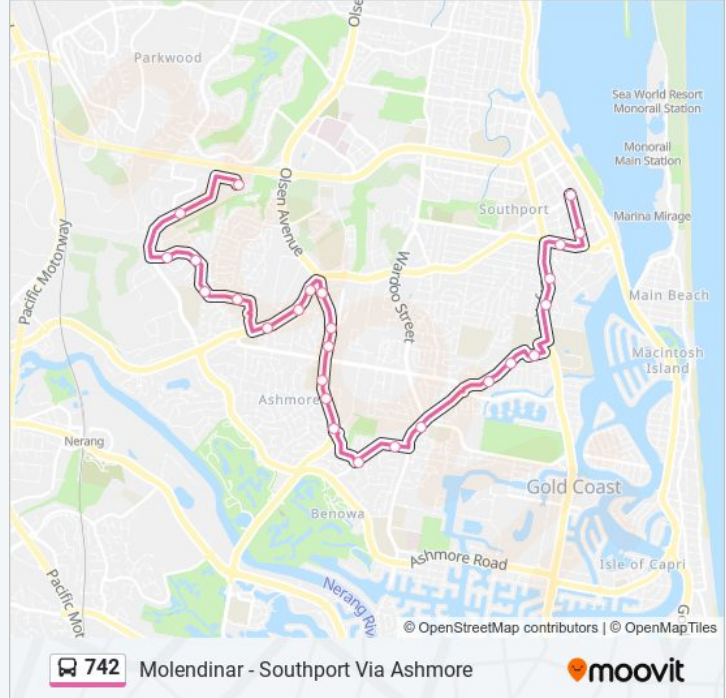 Olse
Parkwood
Sea World Resort
Monorail Station
Monorail
Main Station
Olsen Avenue
Southport
Marina Mirage
Pacific Motorway
Wardoo Street
Main Beach
Macintosh
Island
Ashmore
Nerang
Gold Coast
Benowa
Ashmore Road
Isle of Capri
Pacific Mot
Nerang Riv
Go
© OpenStreetMap contributors | © OpenMapTiles
742 Molendinar - Southport Via Ashmore
moovit